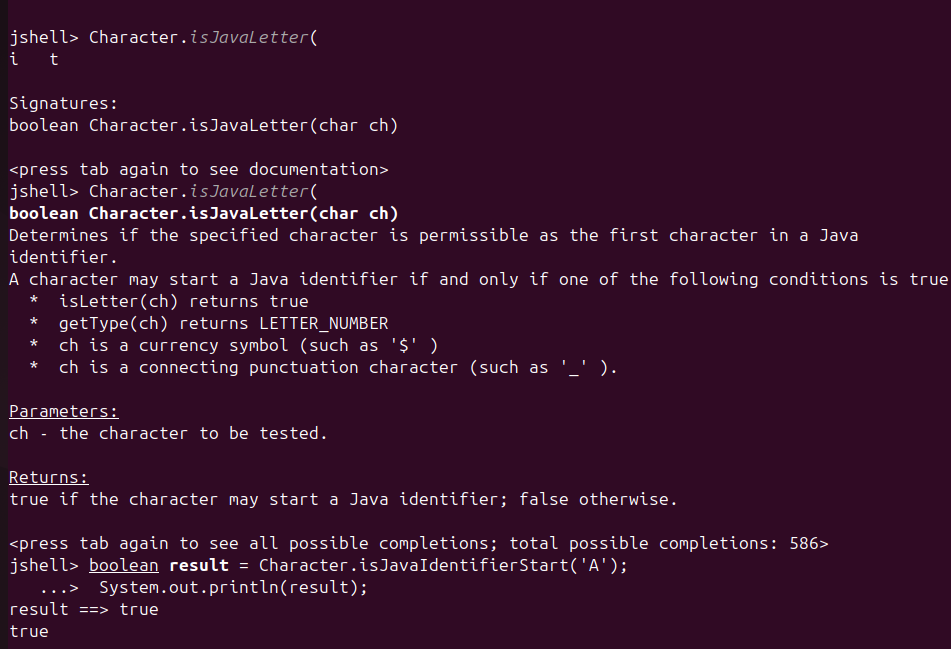 jshell> Character.isJavaLetter(
i   t
Signatures:
boolean Character.isJavaLetter(char ch)
<press tab again to see documentation>
jshell> Character.isJavaLetter(
boolean Character.isJavaLetter(char ch)
Determines if the specified character is permissible as the first character in a Java
identifier.
A character may start a Java identifier if and only if one of the following conditions is true
  *  isLetter(ch) returns true
  *  getType(ch) returns LETTER_NUMBER
  *  ch is a currency symbol (such as '$' )
  *  ch is a connecting punctuation character (such as '_' ).
Parameters:
ch - the character to be tested.
Returns:
true if the character may start a Java identifier; false otherwise.
<press tab again to see all possible completions; total possible completions: 586>
jshell> boolean result = Character.isJavaIdentifierStart('A');
   ...>  System.out.println(result);
result ==> true
true